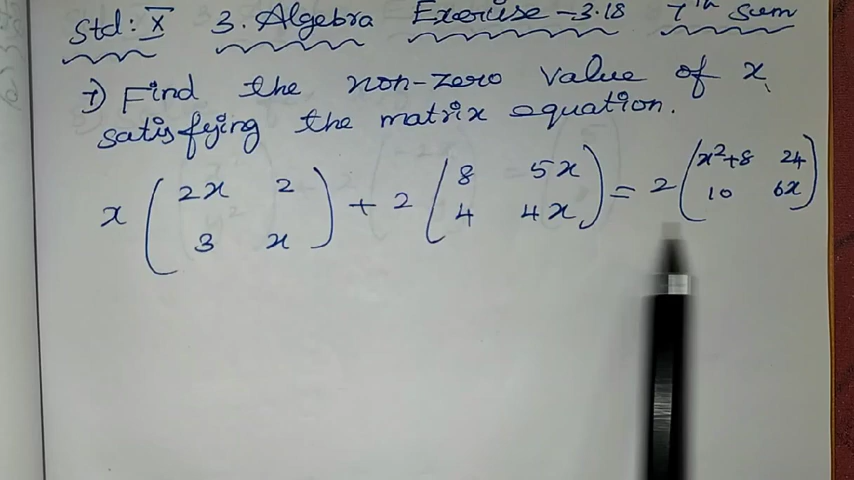 Std: X 3. Algebra Exercise-3.18 7th Sum
7) Find the non-zero value of x
satisfying the matrix equation.
x ( 2x 2 ) + 2 ( 8 5x ) = 2 ( x²+8 24 )
( 3 x ) ( 4 4x ) ( 10 6x )